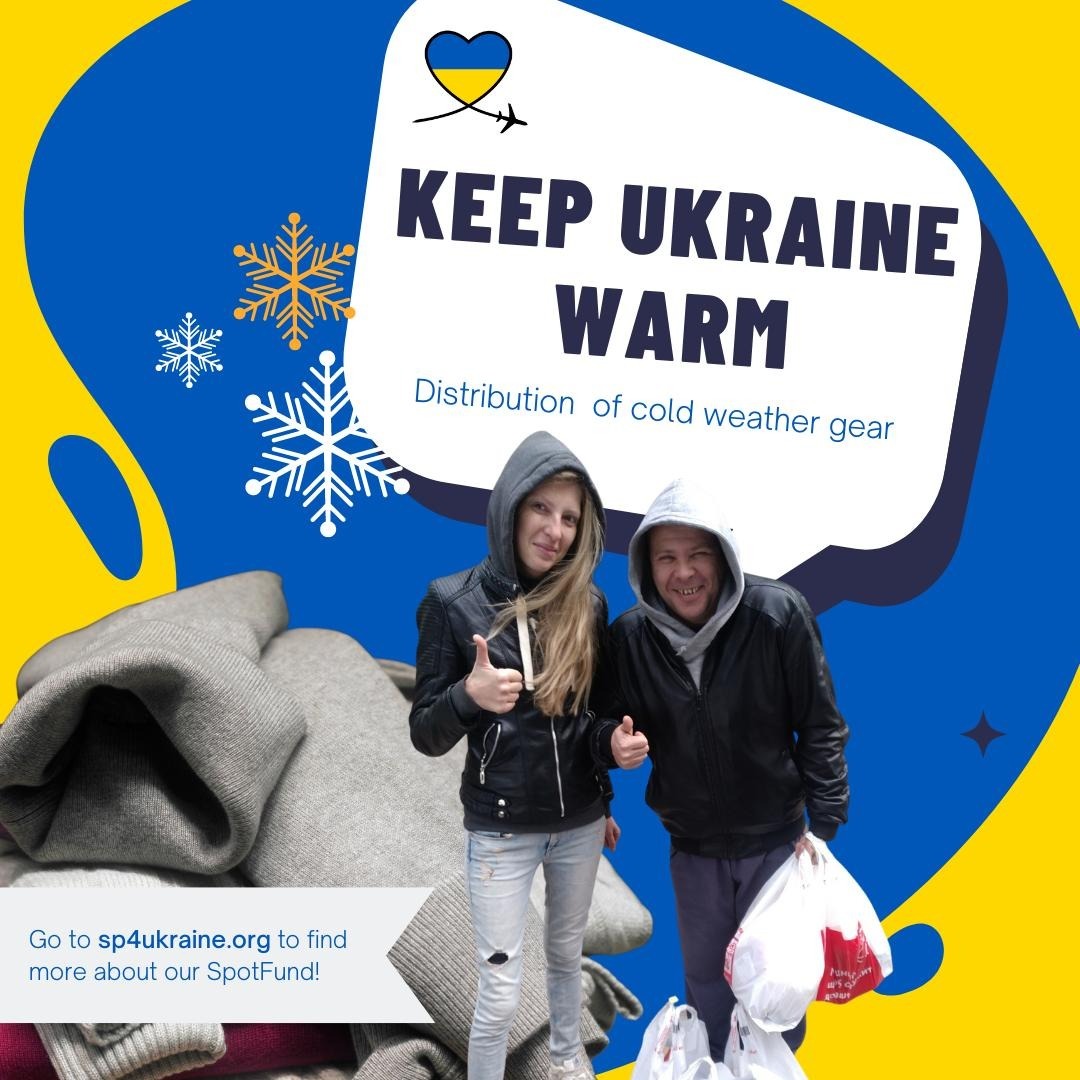 KEEP UKRAINE
WARM
Distribution of cold weather gear
Go to sp4ukraine.org to find
more about our SpotFund!